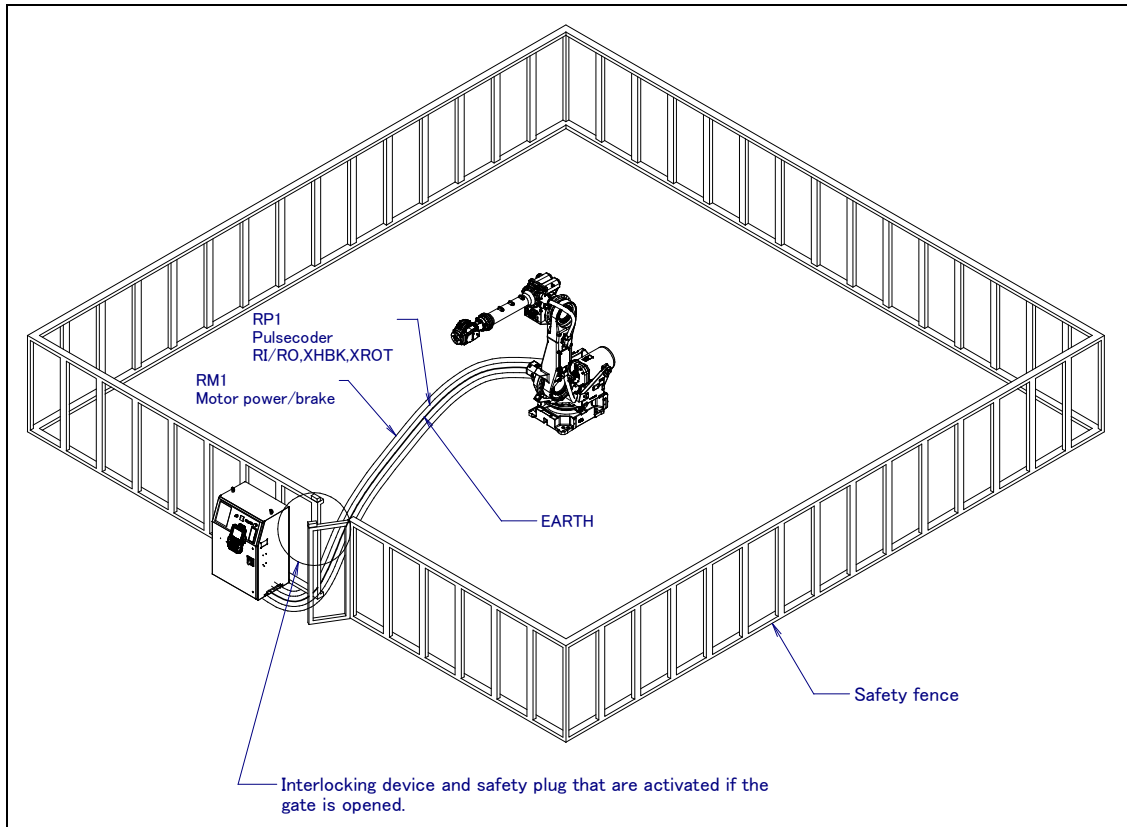 RP1
Pulsecoder
RI/RO,XHBK,XROT
RM1
Motor power/brake
EARTH
Safety fence
Interlocking device and safety plug that are activated if the
gate is opened.